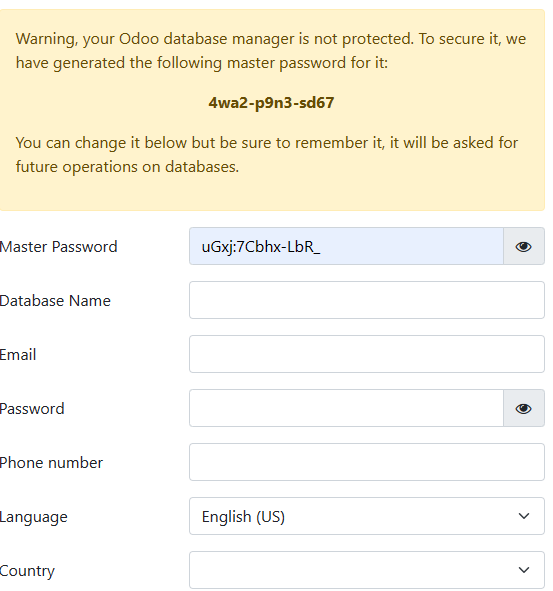 Warning, your Odoo database manager is not protected. To secure it, we
have generated the following master password for it:
4wa2-p9n3-sd67
You can change it below but be sure to remember it, it will be asked for
future operations on databases.
Master Password uGxj:7Cbhx-LbR_
Database Name
Email
Password
Phone number
Language English (US)
Country